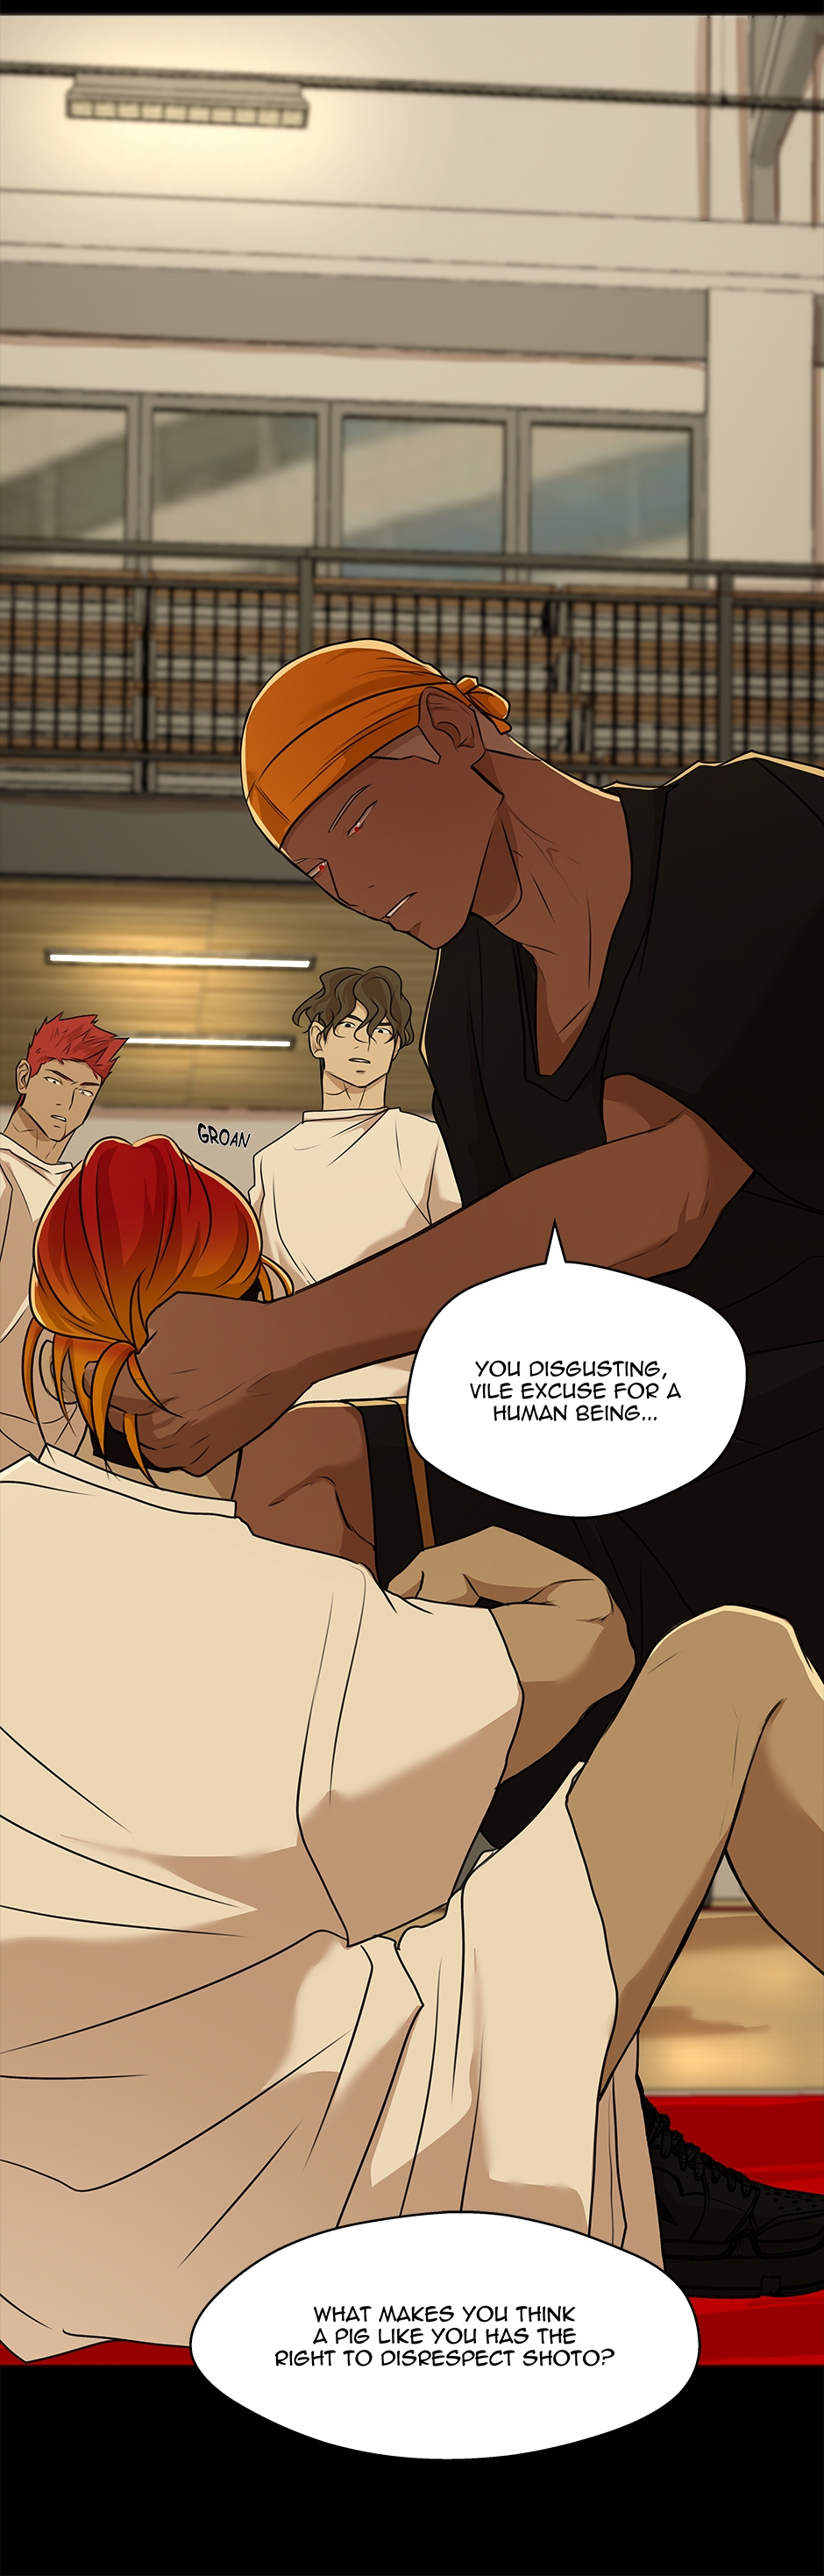 GROAN
YOU DISGUSTING,
VILE EXCUSE FOR A
HUMAN BEING...
WHAT MAKES YOU THINK
A PIG LIKE YOU HAS THE
RIGHT TO DISRESPECT SHOTO?